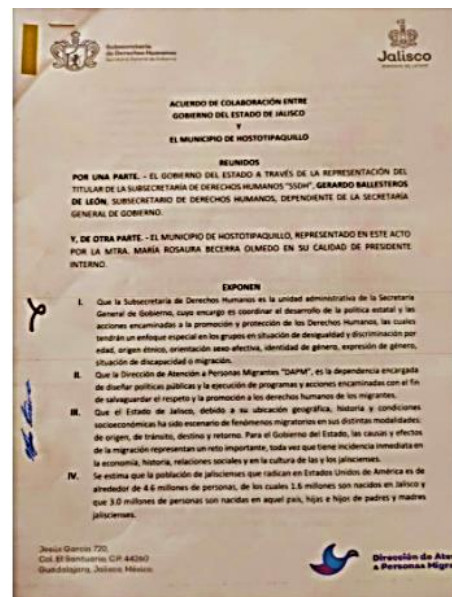 Subsecretaría
de Derechos Humanos
Secretaría General de Gobierno
Jalisco
ACUERDO DE COLABORACIÓN ENTRE
GOBIERNO DEL ESTADO DE JALISCO
Y
EL MUNICIPIO DE HOSTOTIPAQUILLO
REUNIDOS
POR UNA PARTE. - EL GOBIERNO DEL ESTADO A TRAVÉS DE LA REPRESENTACIÓN DEL
TITULAR DE LA SUBSECRETARÍA DE DERECHOS HUMANOS "SSDH", GERARDO BALLESTEROS
DE LEÓN, SUBSECRETARIO DE DERECHOS HUMANOS, DEPENDIENTE DE LA SECRETARÍA
GENERAL DE GOBIERNO.
Y, DE OTRA PARTE. - EL MUNICIPIO DE HOSTOTIPAQUILLO, REPRESENTADO EN ESTE ACTO
POR LA MTRA. MARÍA ROSAURA BECERRA OLMEDO EN SU CALIDAD DE PRESIDENTE
INTERNO.
EXPONEN
I. Que la Subsecretaría de Derechos Humanos es la unidad administrativa de la Secretaría
General de Gobierno, cuyo encargo es coordinar el desarrollo de la política estatal y las
acciones encaminadas a la promoción y protección de los Derechos Humanos, las cuales
tendrán un enfoque especial en los grupos en situación de desigualdad y discriminación por
edad, origen étnico, orientación sexo afectiva, identidad de género, expresión de género,
situación de discapacidad o migración.
II. Que la Dirección de Atención a Personas Migrantes "DAPM", es la dependencia encargada
de diseñar políticas públicas y la ejecución de programas y acciones encaminadas con el fin
de salvaguardar el respeto y la promoción a los derechos humanos de los migrantes.
III. Que el Estado de Jalisco, debido a su ubicación geográfica, historia y condiciones
socioeconómicas ha sido escenario de fenómenos migratorios en sus distintas modalidades:
de origen, de tránsito, destino y retorno. Para el Gobierno del Estado, las causas y efectos
de la migración representan un reto importante, toda vez que tiene incidencia inmediata en
la economía, historia, relaciones sociales y en la cultura de las y los jaliscienses.
IV. Se estima que la población de jaliscienses que radican en Estados Unidos de América es de
alrededor de 4.6 millones de personas, de los cuales 1.6 millones son nacidos en Jalisco y
que 3.0 millones de personas son nacidas en aquel país, hijas e hijos de padres y madres
jaliscienses.
Jesús García 720,
Col. El Santuario, C.P. 44260
Guadalajara, Jalisco, México.
Dirección de Aten
a Personas Migra